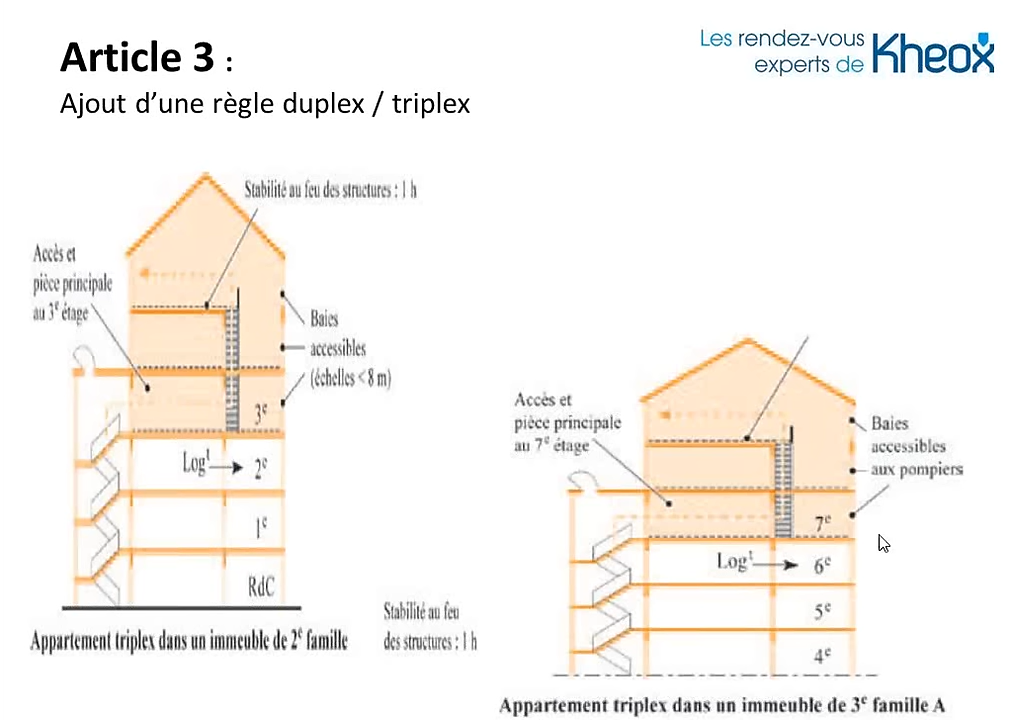 Article 3 :
Ajout d'une règle duplex / triplex
Les rendez-vous
experts de
Kheox
Stabilité au feu des structures : 1 h
Accès et
pièce principale
au 3e étage
Baies
accessibles
(échelles < 8 m)
3e
Logt
2e
1e
RdC
Appartement triplex dans un immeuble de 2e famille
Stabilité au feu
des structures : 1 h
Accès et
pièce principale
au 7e étage
Baies
accessibles
aux pompiers
7e
Logt
6e
5e
4e
Appartement triplex dans un immeuble de 3e famille A